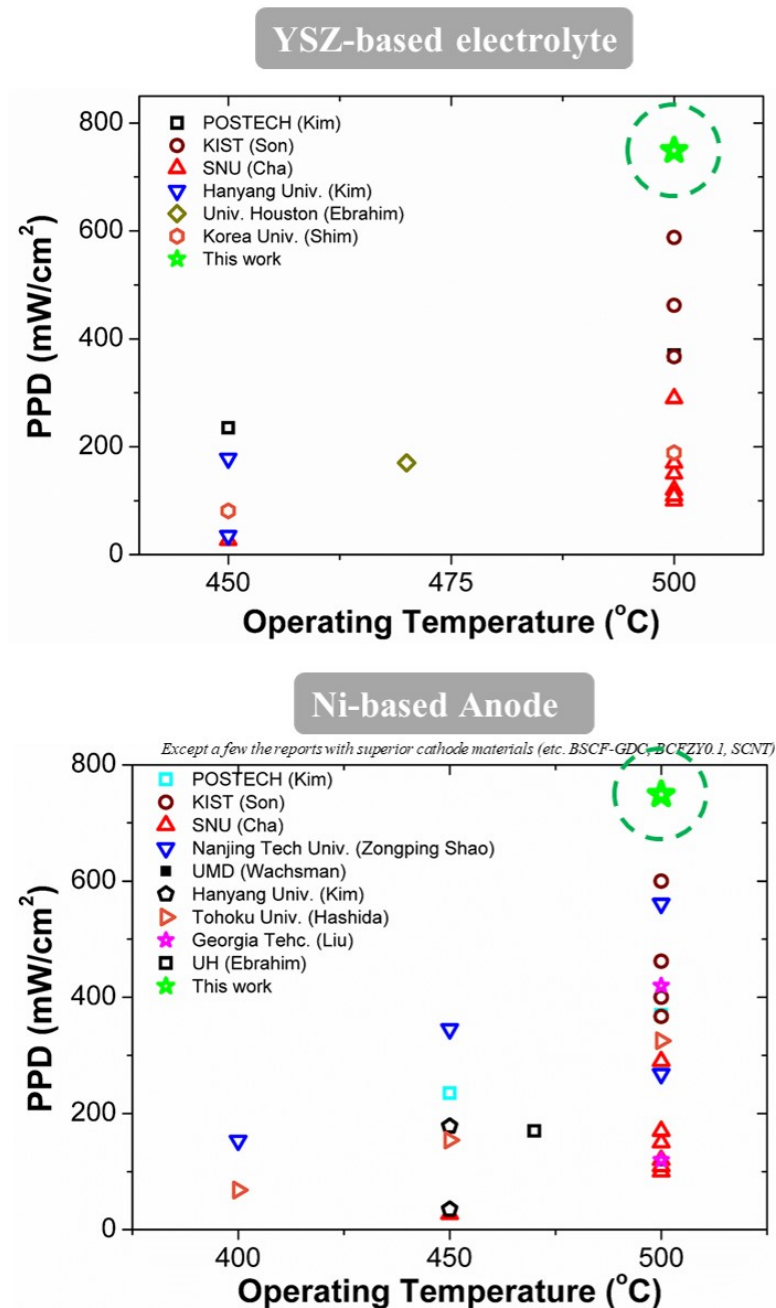 YSZ-based electrolyte
800
600
400
200
0
PPD (mW/cm²)
POSTECH (Kim)
KIST (Son)
SNU (Cha)
Hanyang Univ. (Kim)
Univ. Houston (Ebrahim)
Korea Univ. (Shim)
This work
450 475 500
Operating Temperature (°C)
Ni-based Anode
Except a few the reports with superior cathode materials (etc. BSCF-GDC, BCFZY0.1, SCNT)
800
600
400
200
0
PPD (mW/cm²)
POSTECH (Kim)
KIST (Son)
SNU (Cha)
Nanjing Tech Univ. (Zongping Shao)
UMD (Wachsman)
Hanyang Univ. (Kim)
Tohoku Univ. (Hashida)
Georgia Tehc. (Liu)
UH (Ebrahim)
This work
400 450 500
Operating Temperature (°C)